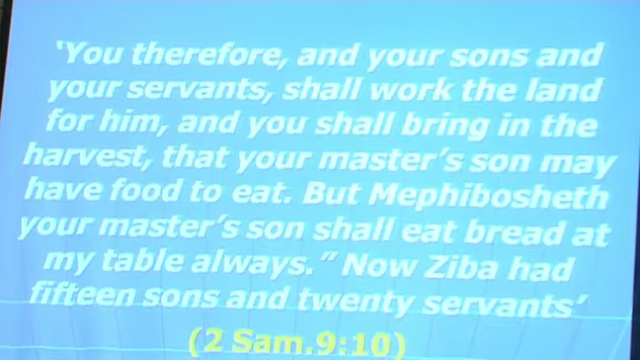 ‘You therefore, and your sons and
your servants, shall work the land
for him, and you shall bring in the
harvest, that your master’s son may
have food to eat. But Mephibosheth
your master’s son shall eat bread at
my table always.” Now Ziba had
fifteen sons and twenty servants’
(2 Sam.9:10)